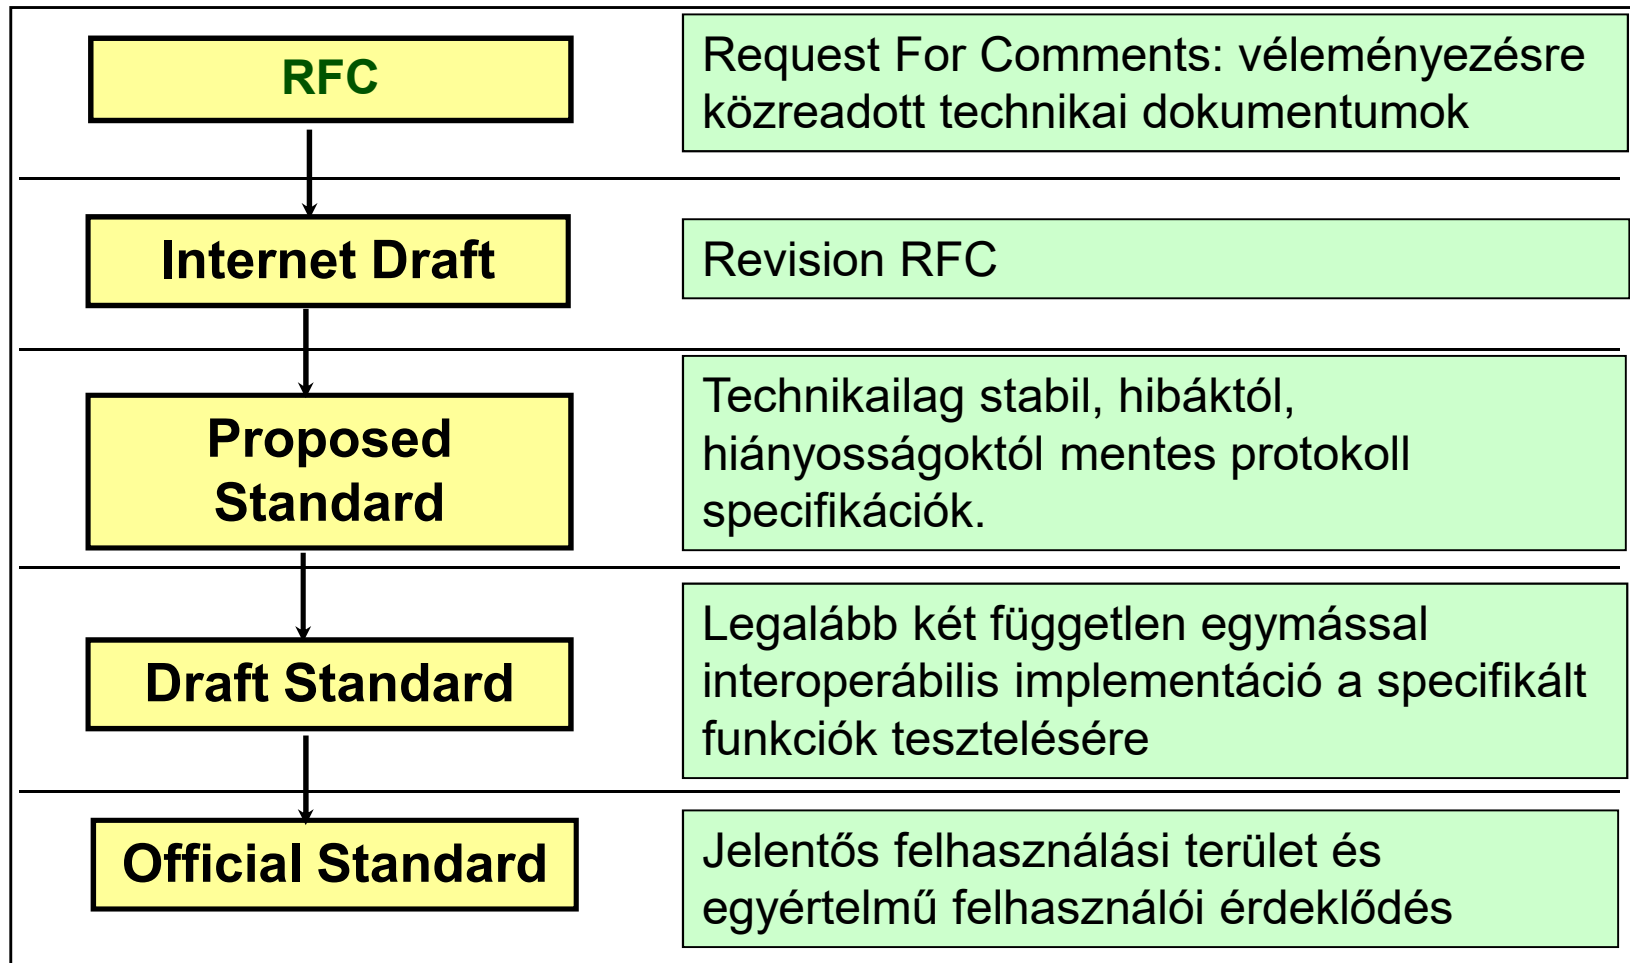 RFC
Request For Comments: véleményezésre
közreadott technikai dokumentumok
Internet Draft
Revision RFC
Proposed
Standard
Technikailag stabil, hibáktól,
hiányosságoktól mentes protokoll
specifikációk.
Draft Standard
Legalább két független egymással
interoperábilis implementáció a specifikált
funkciók tesztelésére
Official Standard
Jelentős felhasználási terület és
egyértelmű felhasználói érdeklődés